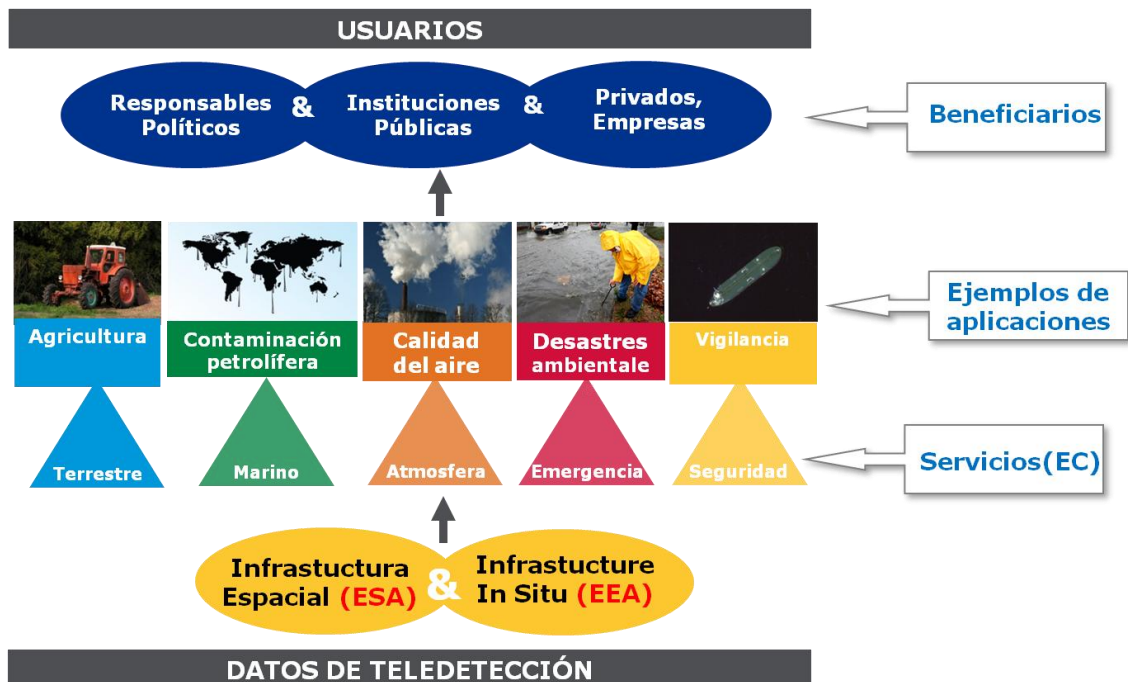 USUARIOS
Responsables
Políticos
&
Instituciones
Públicas
&
Privados,
Empresas
Beneficiarios
Agricultura
Contaminación
petrolífera
Calidad
del aire
Desastres
ambientale
Vigilancia
Ejemplos de
aplicaciones
Terrestre
Marino
Atmosfera
Emergencia
Seguridad
Servicios(EC)
Infrastuctura
Espacial (ESA)
&
Infrastucture
In Situ (EEA)
DATOS DE TELEDETECCIÓN